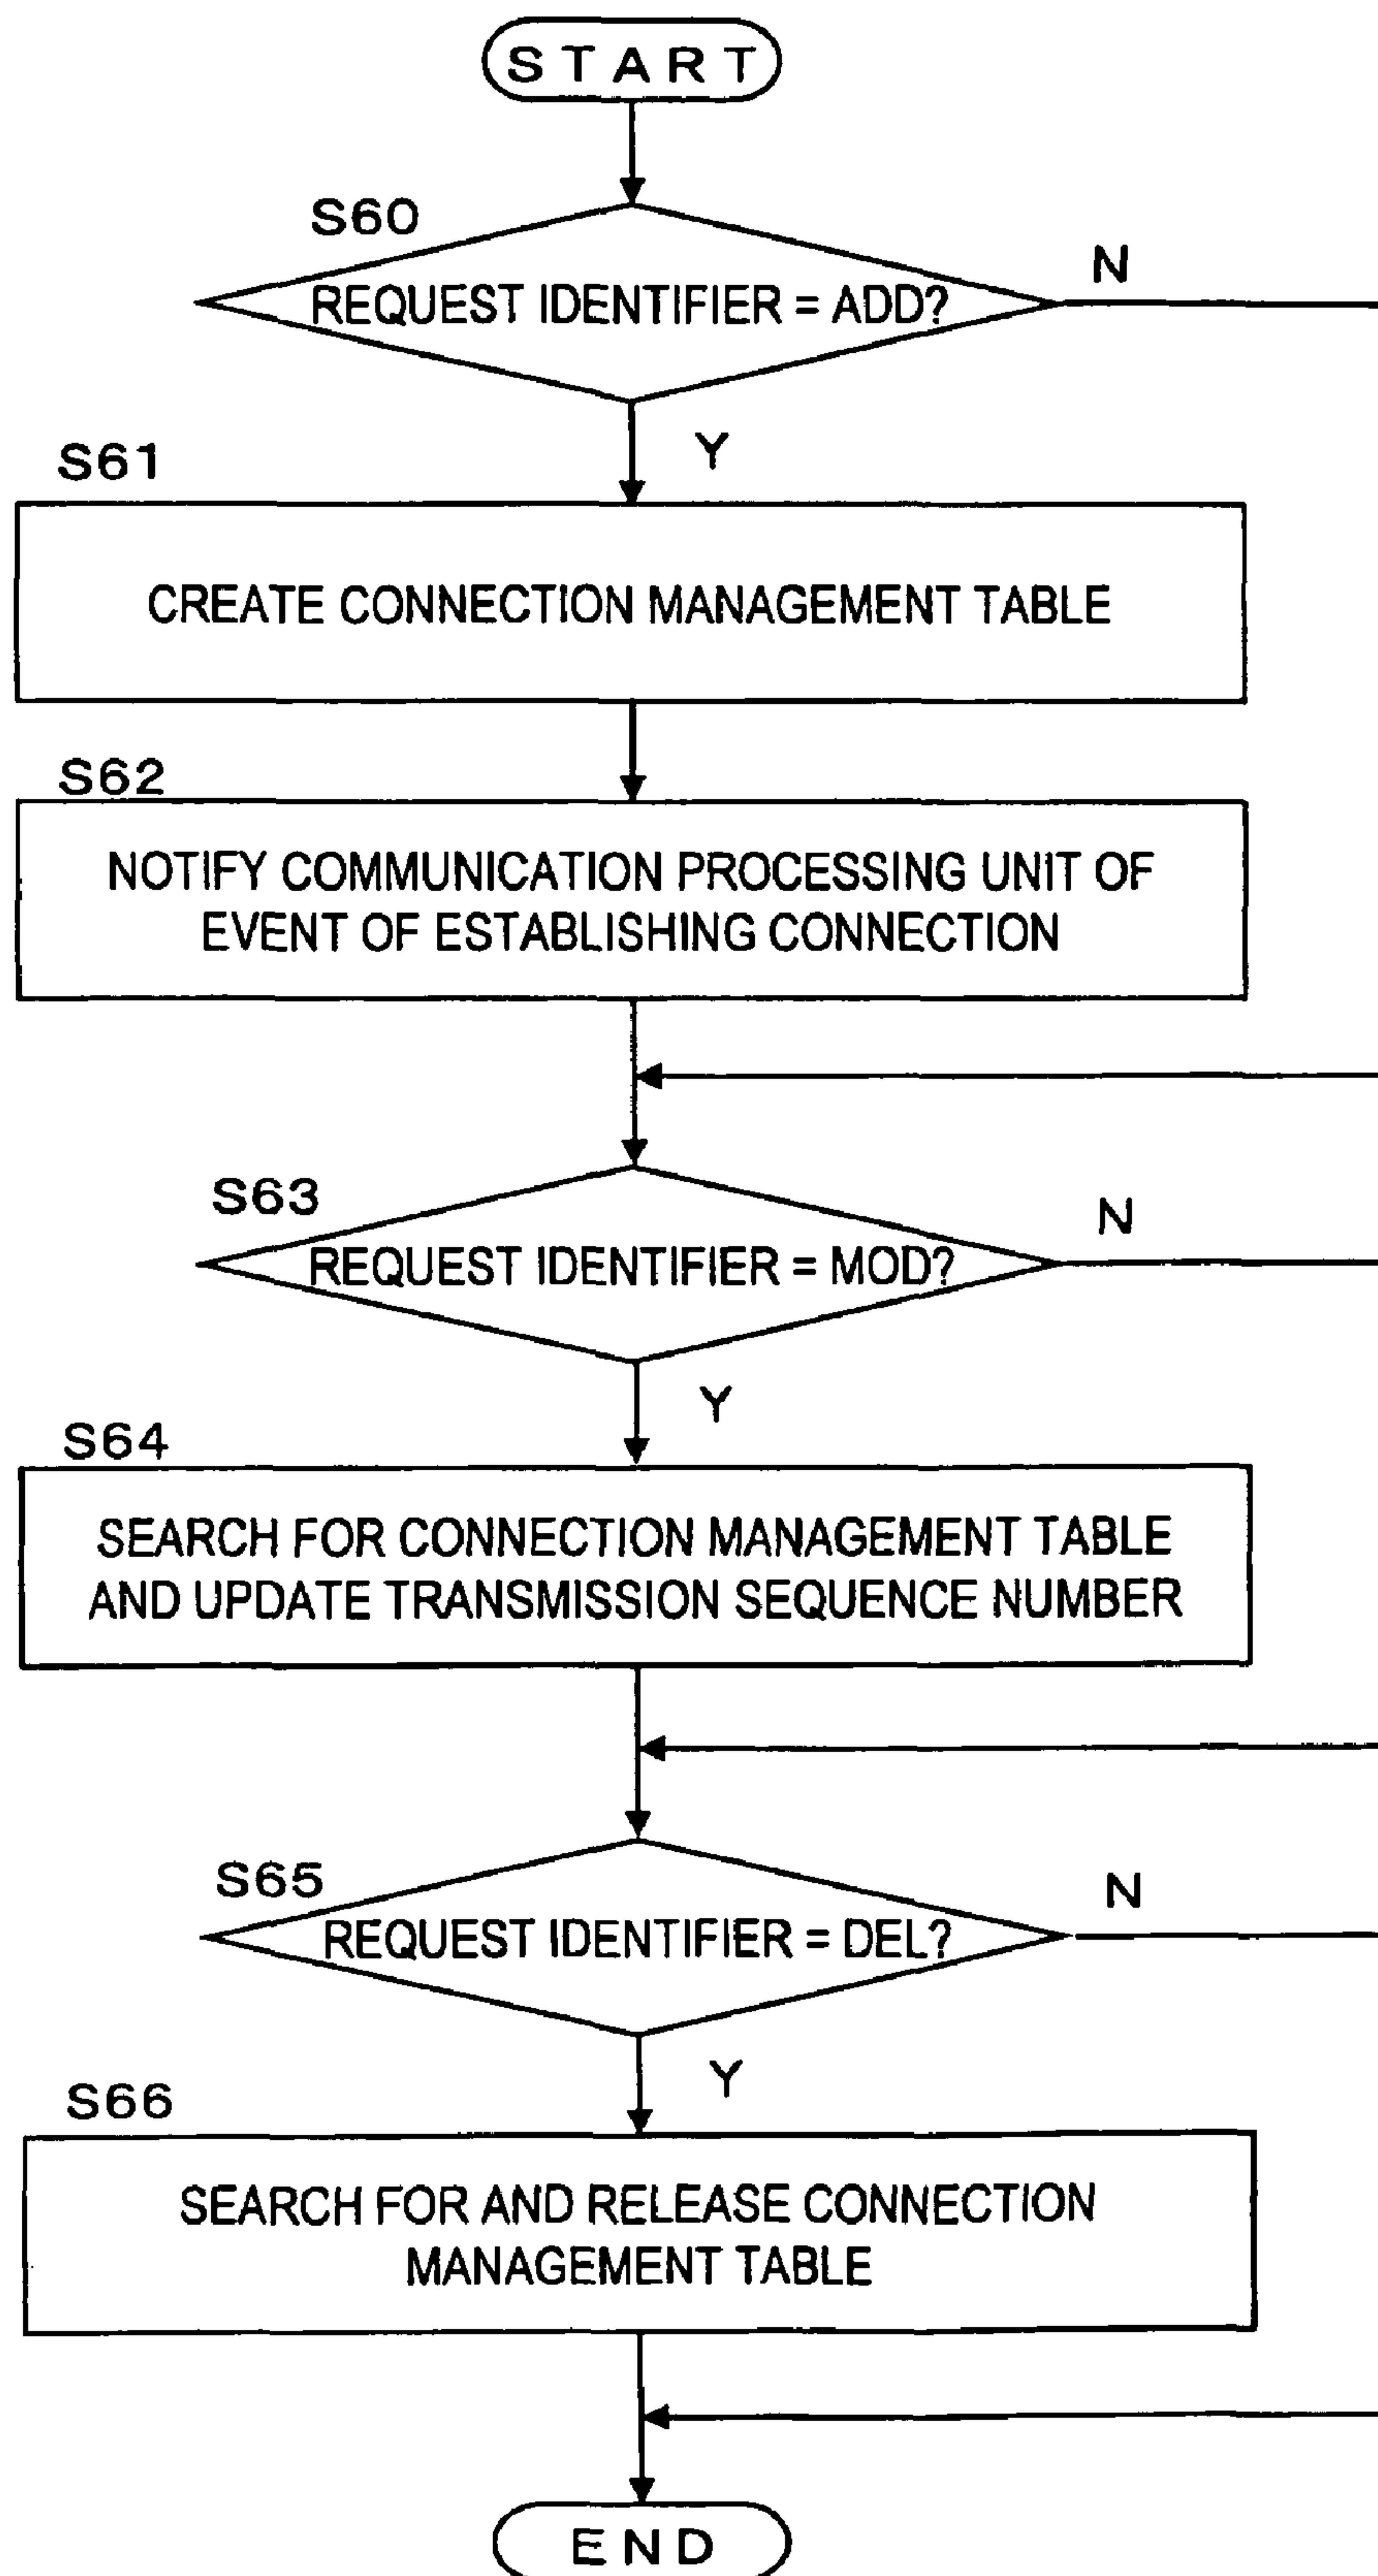 START
S60
REQUEST IDENTIFIER = ADD?
N
Y
S61
CREATE CONNECTION MANAGEMENT TABLE
S62
NOTIFY COMMUNICATION PROCESSING UNIT OF
EVENT OF ESTABLISHING CONNECTION
S63
REQUEST IDENTIFIER = MOD?
N
Y
S64
SEARCH FOR CONNECTION MANAGEMENT TABLE
AND UPDATE TRANSMISSION SEQUENCE NUMBER
S65
REQUEST IDENTIFIER = DEL?
N
Y
S66
SEARCH FOR AND RELEASE CONNECTION
MANAGEMENT TABLE
END